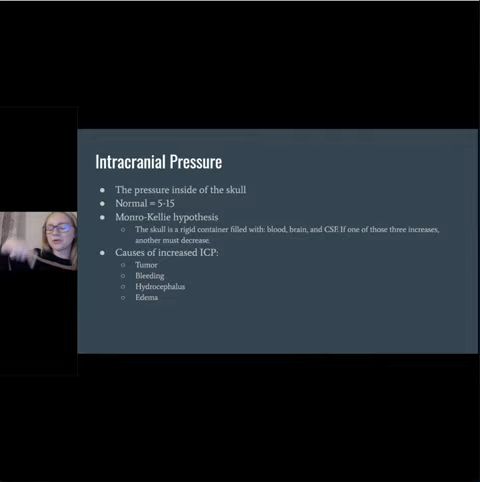 Intracranial Pressure
● The pressure inside of the skull
● Normal = 5-15
● Monro-Kellie hypothesis
○ The skull is a rigid container filled with: blood, brain, and CSF. If one of those three increases,
another must decrease.
● Causes of increased ICP:
○ Tumor
○ Bleeding
○ Hydrocephalus
○ Edema